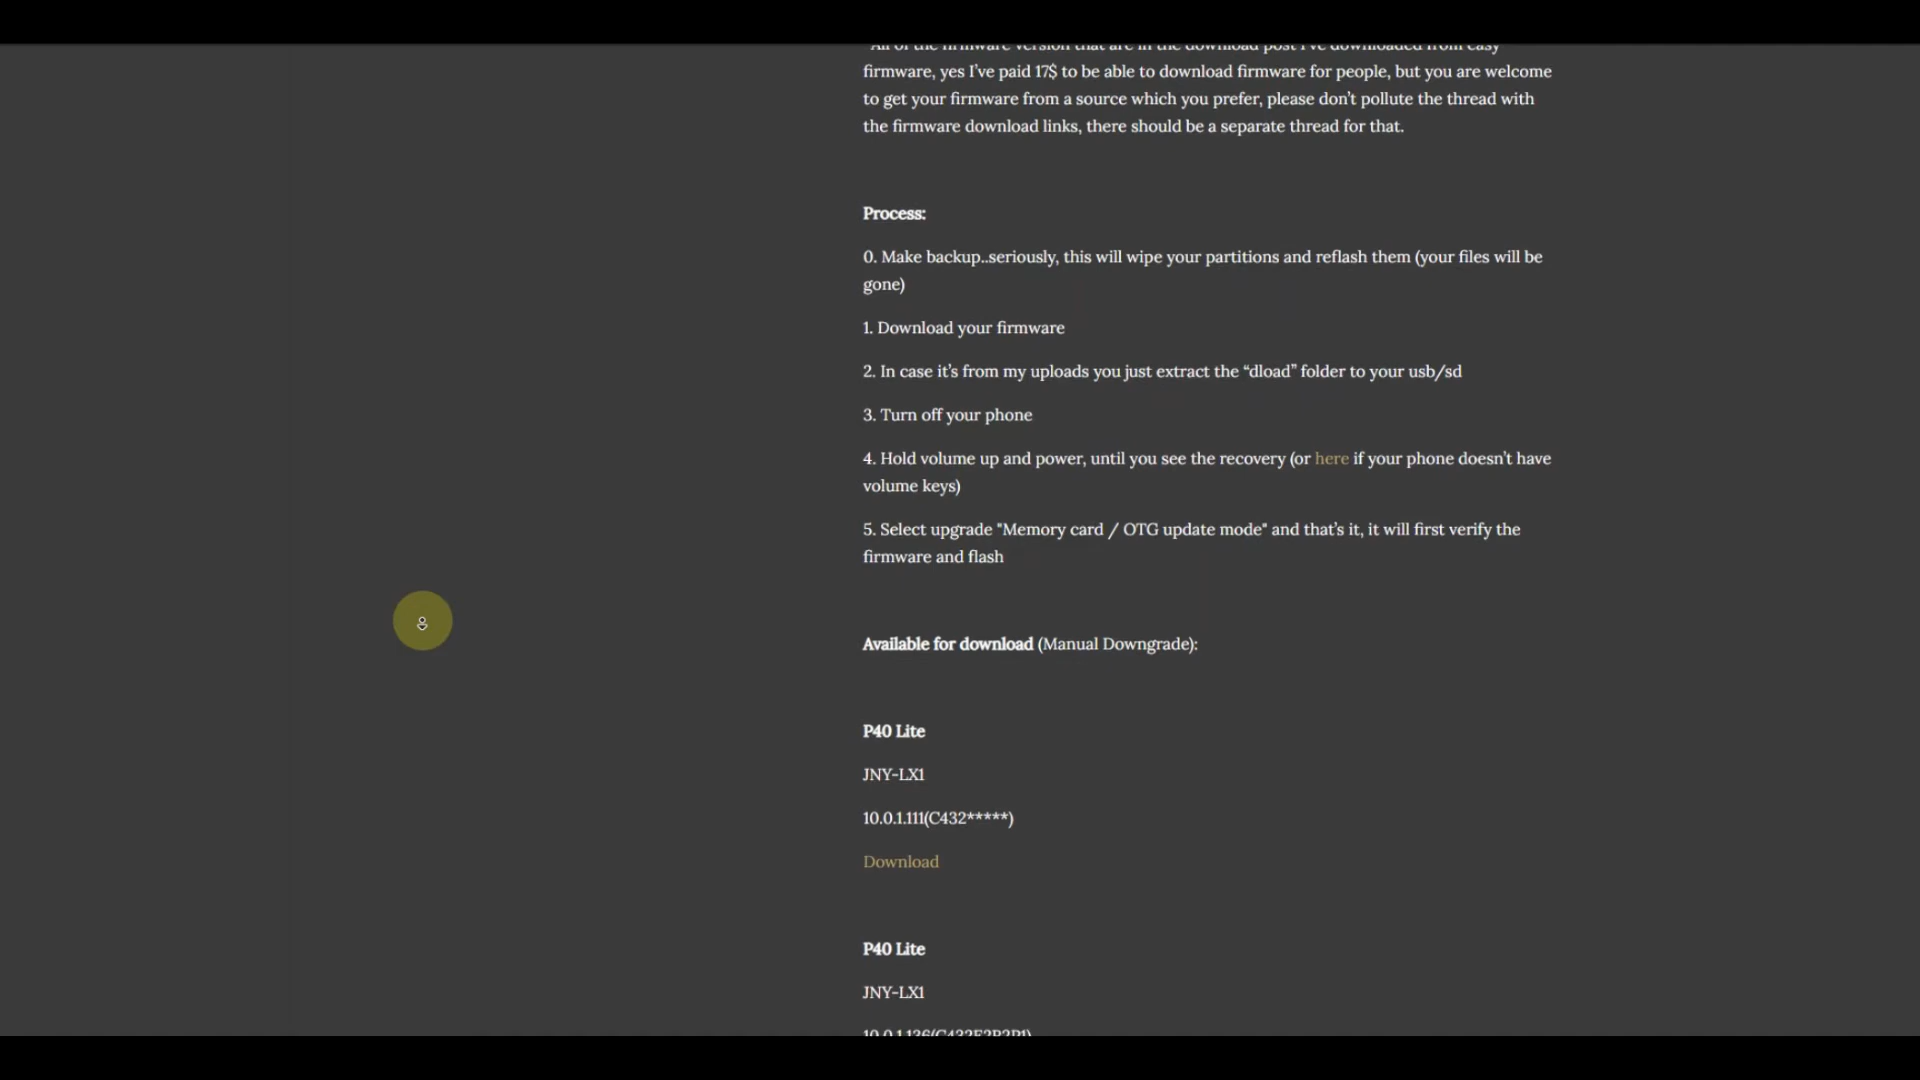 "All of the firmware version that are in the download post I've downloaded from easy
firmware, yes I’ve paid 17$ to be able to download firmware for people, but you are welcome
to get your firmware from a source which you prefer, please don’t pollute the thread with
the firmware download links, there should be a separate thread for that.
Process:
0. Make backup..seriously, this will wipe your partitions and reflash them (your files will be
gone)
1. Download your firmware
2. In case it’s from my uploads you just extract the “dload” folder to your usb/sd
3. Turn off your phone
4. Hold volume up and power, until you see the recovery (or here if your phone doesn’t have
volume keys)
5. Select upgrade "Memory card / OTG update mode" and that’s it, it will first verify the
firmware and flash
Available for download (Manual Downgrade):
P40 Lite
JNY-LX1
10.0.1.111(C432*****)
Download
P40 Lite
JNY-LX1
10.0.1.136(C432E2R2P1)